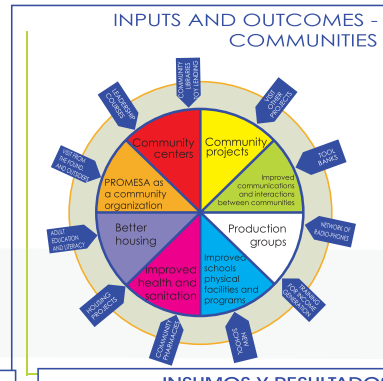 INPUTS AND OUTCOMES -
COMMUNITIES
COMMUNITY
LIBRARIES
TOY LENDING
VISIT
OTHER
PROJECTS
TOOL
BANKS
NETWORK OF
RADIO-PHONES
TRAINING
FOR INCOME
GENERATION
NEW
SCHOOL
COMMUNITY
PHARMACIES
HOUSING
PROJECTS
ADULT
EDUCATION
AND LITERACY
VISIT FROM
THE FOUND.
AND OUTSIDERS
LEADERSHIP
COURSES
Community
centers
Community
projects
Improved
communications
and interactions
between communities
Production
groups
Improved
schools
physical
facilities and
programs
Improved
health and
sanitation
Better
housing
PROMESA as
a community
organization
INSUMOS Y RESULTADOS